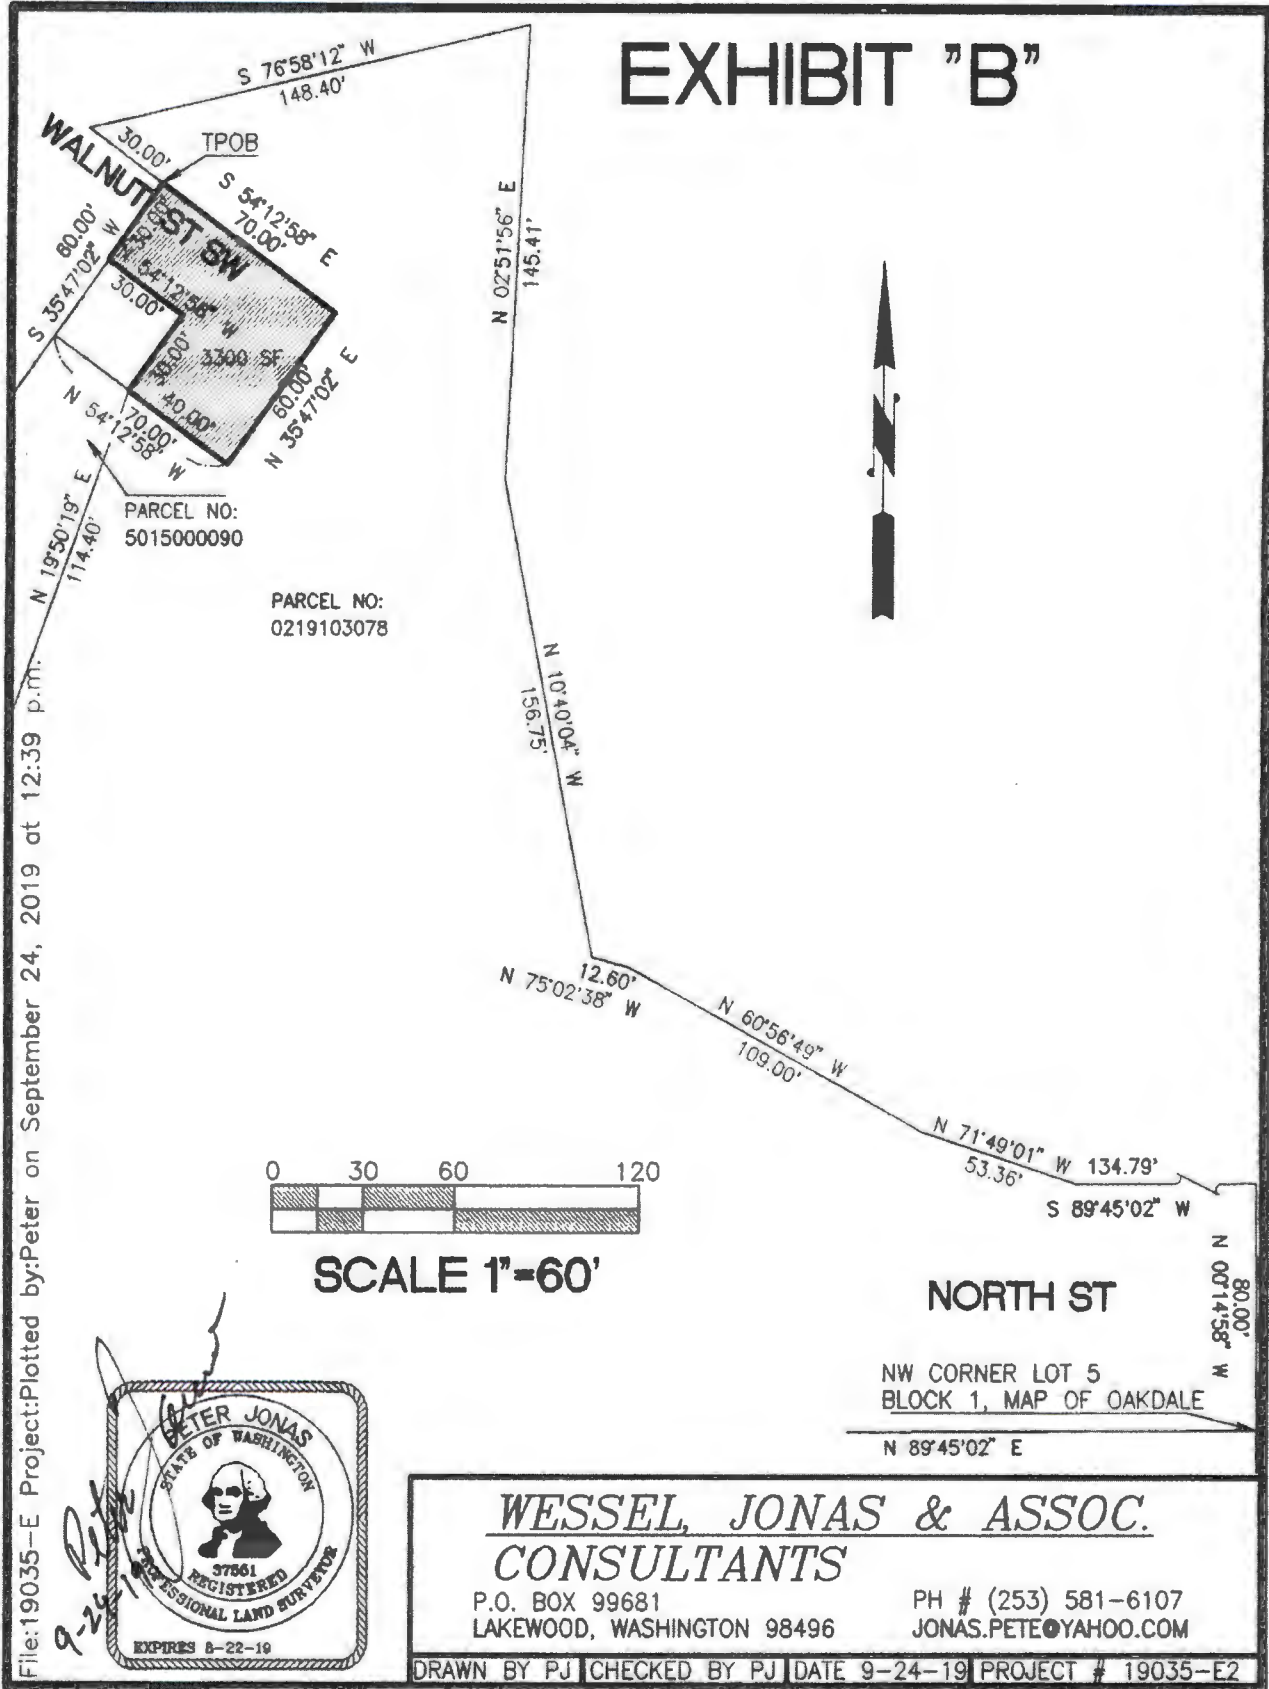 EXHIBIT "B"
S 76°58'12" W
148.40'
30.00'
TPOB
WALNUT ST SW
S 54°12'58" E
70.00'
60.00'
S 35°47'02" W
30.00'
N 54°12'58" W
30.00'
30.00'
3300 SF
40.00'
60.00'
N 35°47'02" E
70.00'
N 54°12'58" W
N 02°51'56" E
145.41'
N 19°50'19" E
114.40'
PARCEL NO:
5015000090
PARCEL NO:
0219103078
N 10°40'04" W
156.75'
12.60'
N 75°02'38" W
N 60°56'49" W
109.00'
N 71°49'01" W
53.36'
134.79'
S 89°45'02" W
80.00'
N 00°14'58" W
0 30 60 120
SCALE 1"=60'
NORTH ST
NW CORNER LOT 5
BLOCK 1, MAP OF OAKDALE
N 89°45'02" E
File:19035-E Project:Plotted by:Peter on September 24, 2019 at 12:39 p.m.
PETER JONAS
STATE OF WASHINGTON
37561
REGISTERED
PROFESSIONAL LAND SURVEYOR
EXPIRES 8-22-19
9-24-19
WESSEL, JONAS & ASSOC.
CONSULTANTS
P.O. BOX 99681
LAKEWOOD, WASHINGTON 98496
PH # (253) 581-6107
JONAS.PETE@YAHOO.COM
DRAWN BY PJ CHECKED BY PJ DATE 9-24-19 PROJECT # 19035-E2